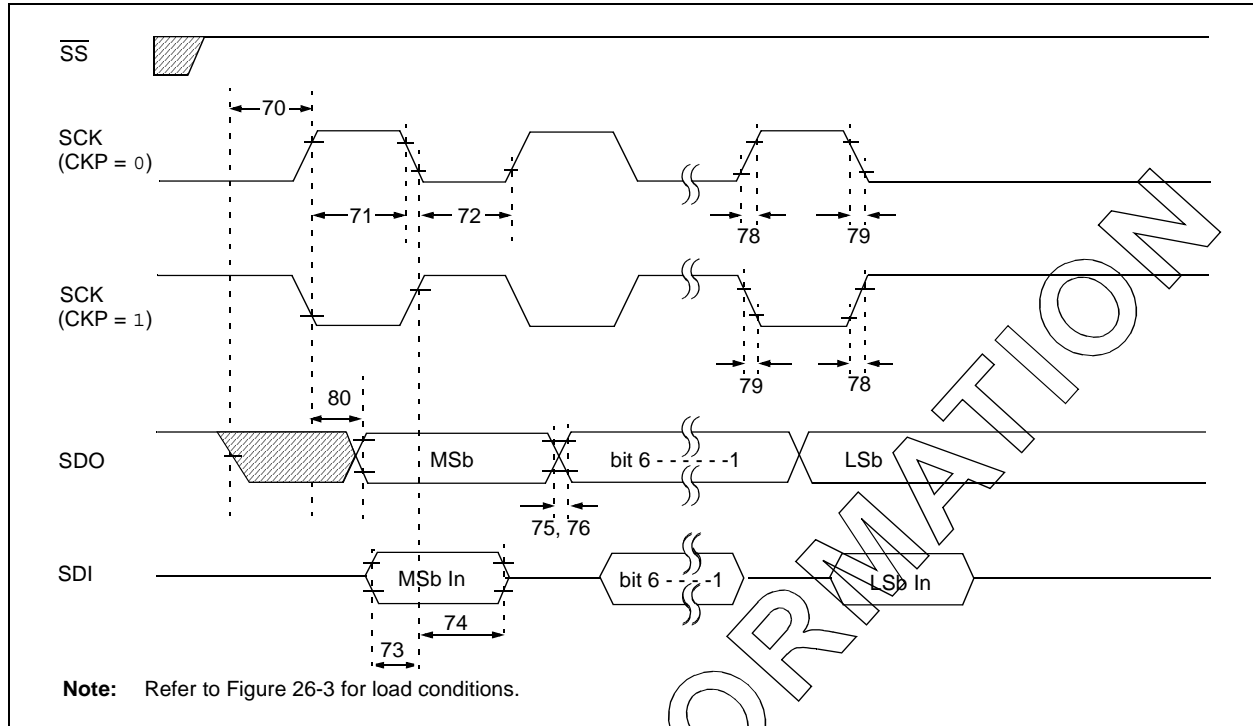 SS
70
SCK
(CKP = 0)
71
72
78
79
SCK
(CKP = 1)
79
78
80
SDO
MSb
bit 6 - - - - - -1
LSb
75, 76
SDI
MSb In
bit 6 - - - -1
LSb In
74
73
Note: Refer to Figure 26-3 for load conditions.
ORMATION